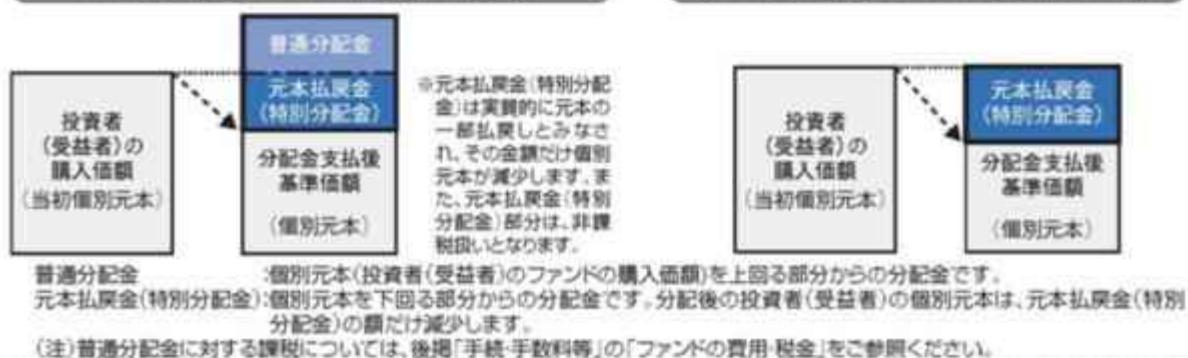 普通分配金
元本払戻金
(特別分配金)
投資者
(受益者)の
購入価額
(当初個別元本)
分配金支払後
基準価額
(個別元本)
※元本払戻金(特別分配
金)は実質的に元本の
一部払戻しとみなさ
れ、その金額だけ個別
元本が減少します。ま
た、元本払戻金(特別
分配金)部分は、非課
税扱いとなります。
投資者
(受益者)の
購入価額
(当初個別元本)
元本払戻金
(特別分配金)
分配金支払後
基準価額
(個別元本)
普通分配金 :個別元本(投資者(受益者)のファンドの購入価額)を上回る部分からの分配金です。
元本払戻金(特別分配金):個別元本を下回る部分からの分配金です。分配後の投資者(受益者)の個別元本は、元本払戻金(特別
分配金)の額だけ減少します。
(注)普通分配金に対する課税については、後掲「手続・手数料等」の「ファンドの費用・税金」をご参照ください。